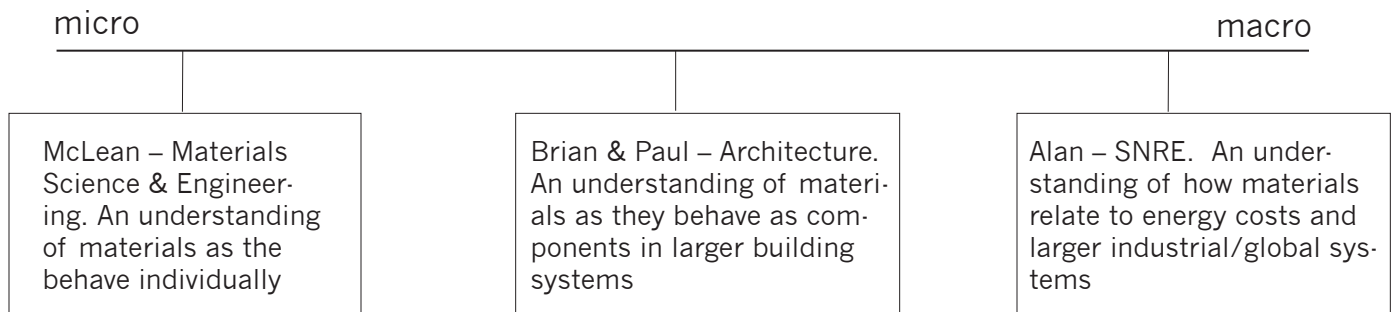 micro
macro
McLean – Materials
Science & Engineer-
ing. An understanding
of materials as the
behave individually
Brian & Paul – Architecture.
An understanding of materi-
als as they behave as com-
ponents in larger building
systems
Alan – SNRE. An under-
standing of how materials
relate to energy costs and
larger industrial/global sys-
tems